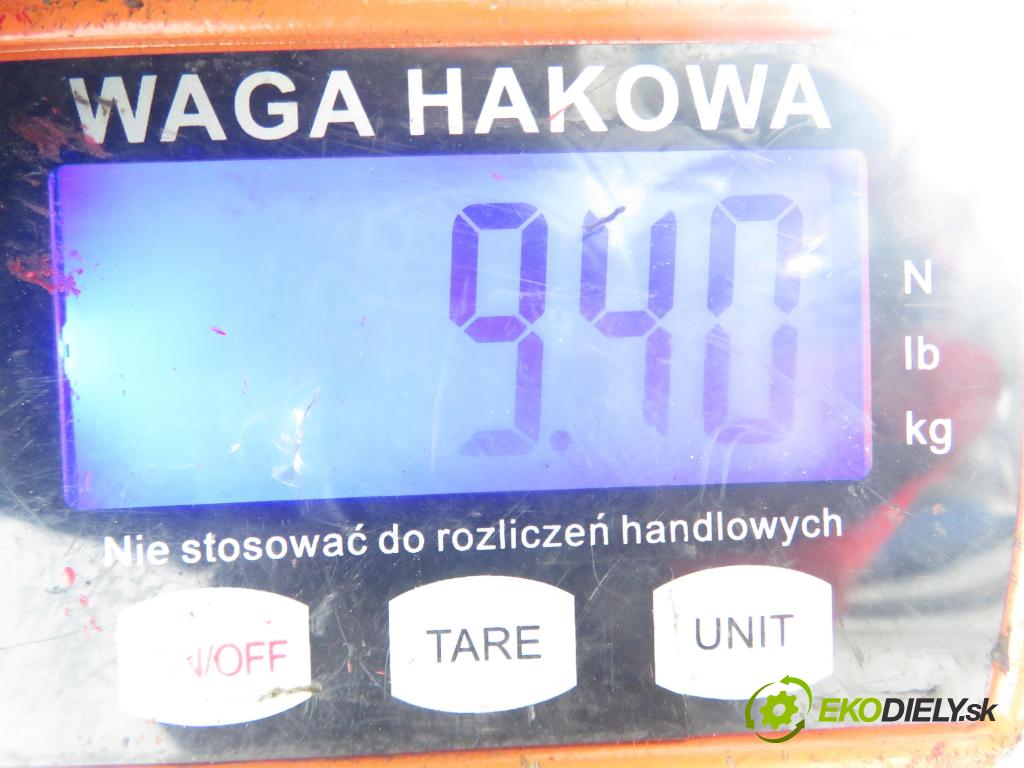 WAGA HAKOWA
9.40
N
lb
kg
Nie stosować do rozliczeń handlowych
/OFF
TARE
UNIT
EKODIELY.sk